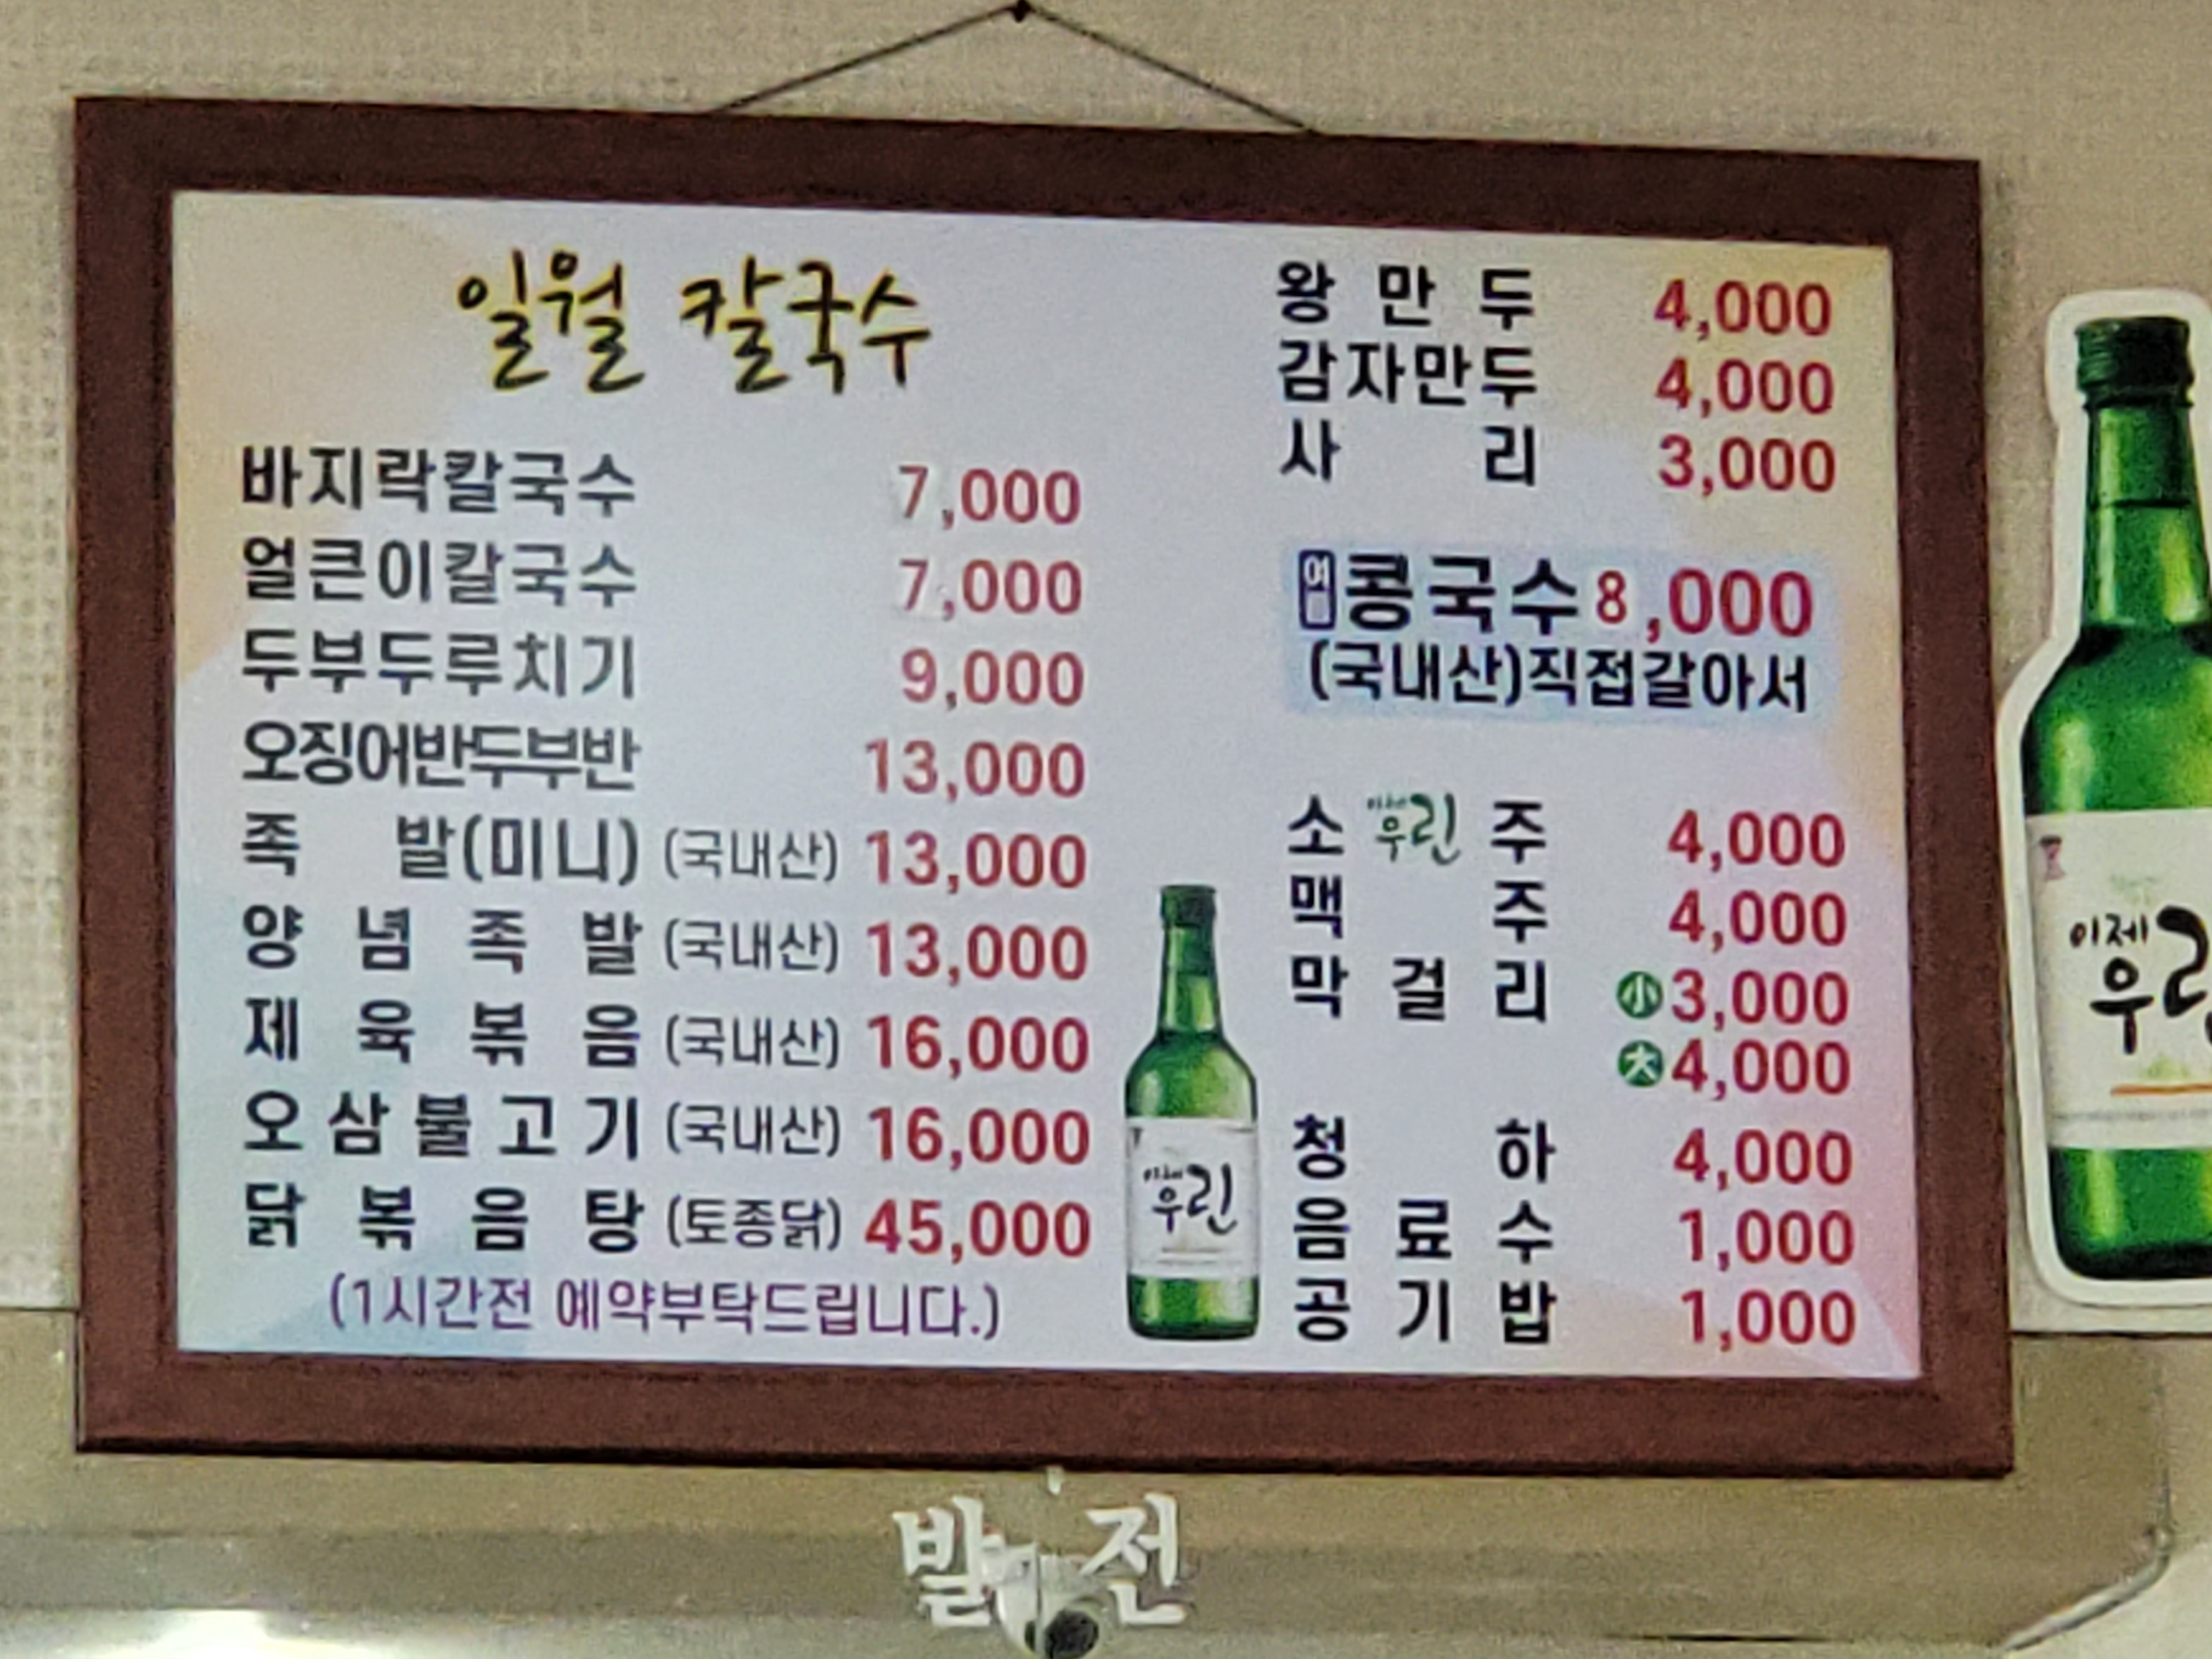 일월 칼국수
바지락칼국수 7,000
얼큰이칼국수 7,000
두부두루치기 9,000
오징어반두부반 13,000
족 발(미니) (국내산) 13,000
양 념 족 발 (국내산) 13,000
제 육 볶 음 (국내산) 16,000
오 삼 불 고 기 (국내산) 16,000
닭 볶 음 탕 (토종닭) 45,000
(1시간전 예약부탁드립니다.)
왕 만 두 4,000
감자만두 4,000
사 리 3,000
콩국수 8,000
(국내산)직접갈아서
소 이제 우린 주 4,000
맥 주 4,000
막 걸 리 小 3,000
大 4,000
청 하 4,000
음 료 수 1,000
공 기 밥 1,000
이제
우린
이제
우리
발 전